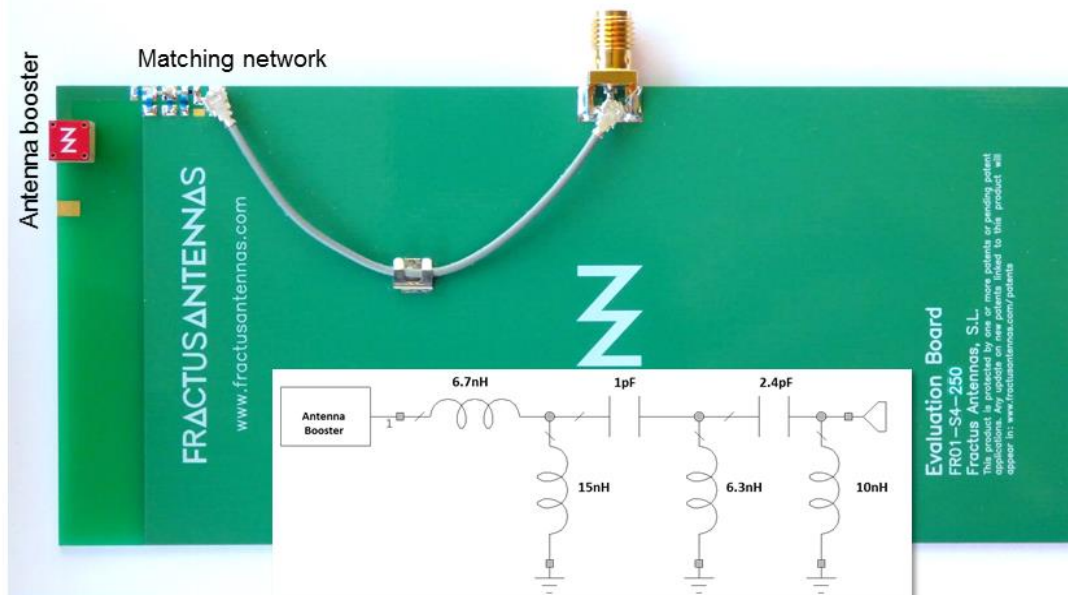 Antenna booster
Matching network
FRACTUSANTENNAS
www.fractusantennas.com
Evaluation Board
FR01-S4-250
Fractus Antennas, S.L.
This product is protected by one or more patents or pending patent
applications. Any update on new patents linked to this product will
appear in: www.fractusantennas.com/patents
6.7nH
1pF
2.4pF
Antenna
Booster
1
15nH
6.3nH
10nH